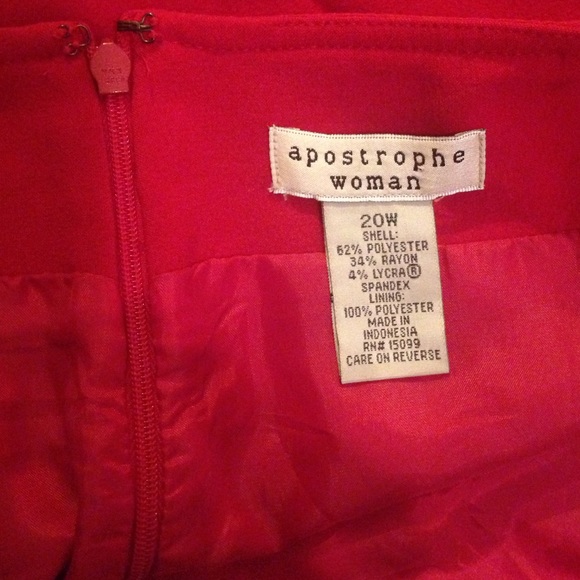 apostrophe
woman
20W
SHELL:
62% POLYESTER
34% RAYON
4% LYCRA®
SPANDEX
LINING:
100% POLYESTER
MADE IN
INDONESIA
RN# 15099
CARE ON REVERSE